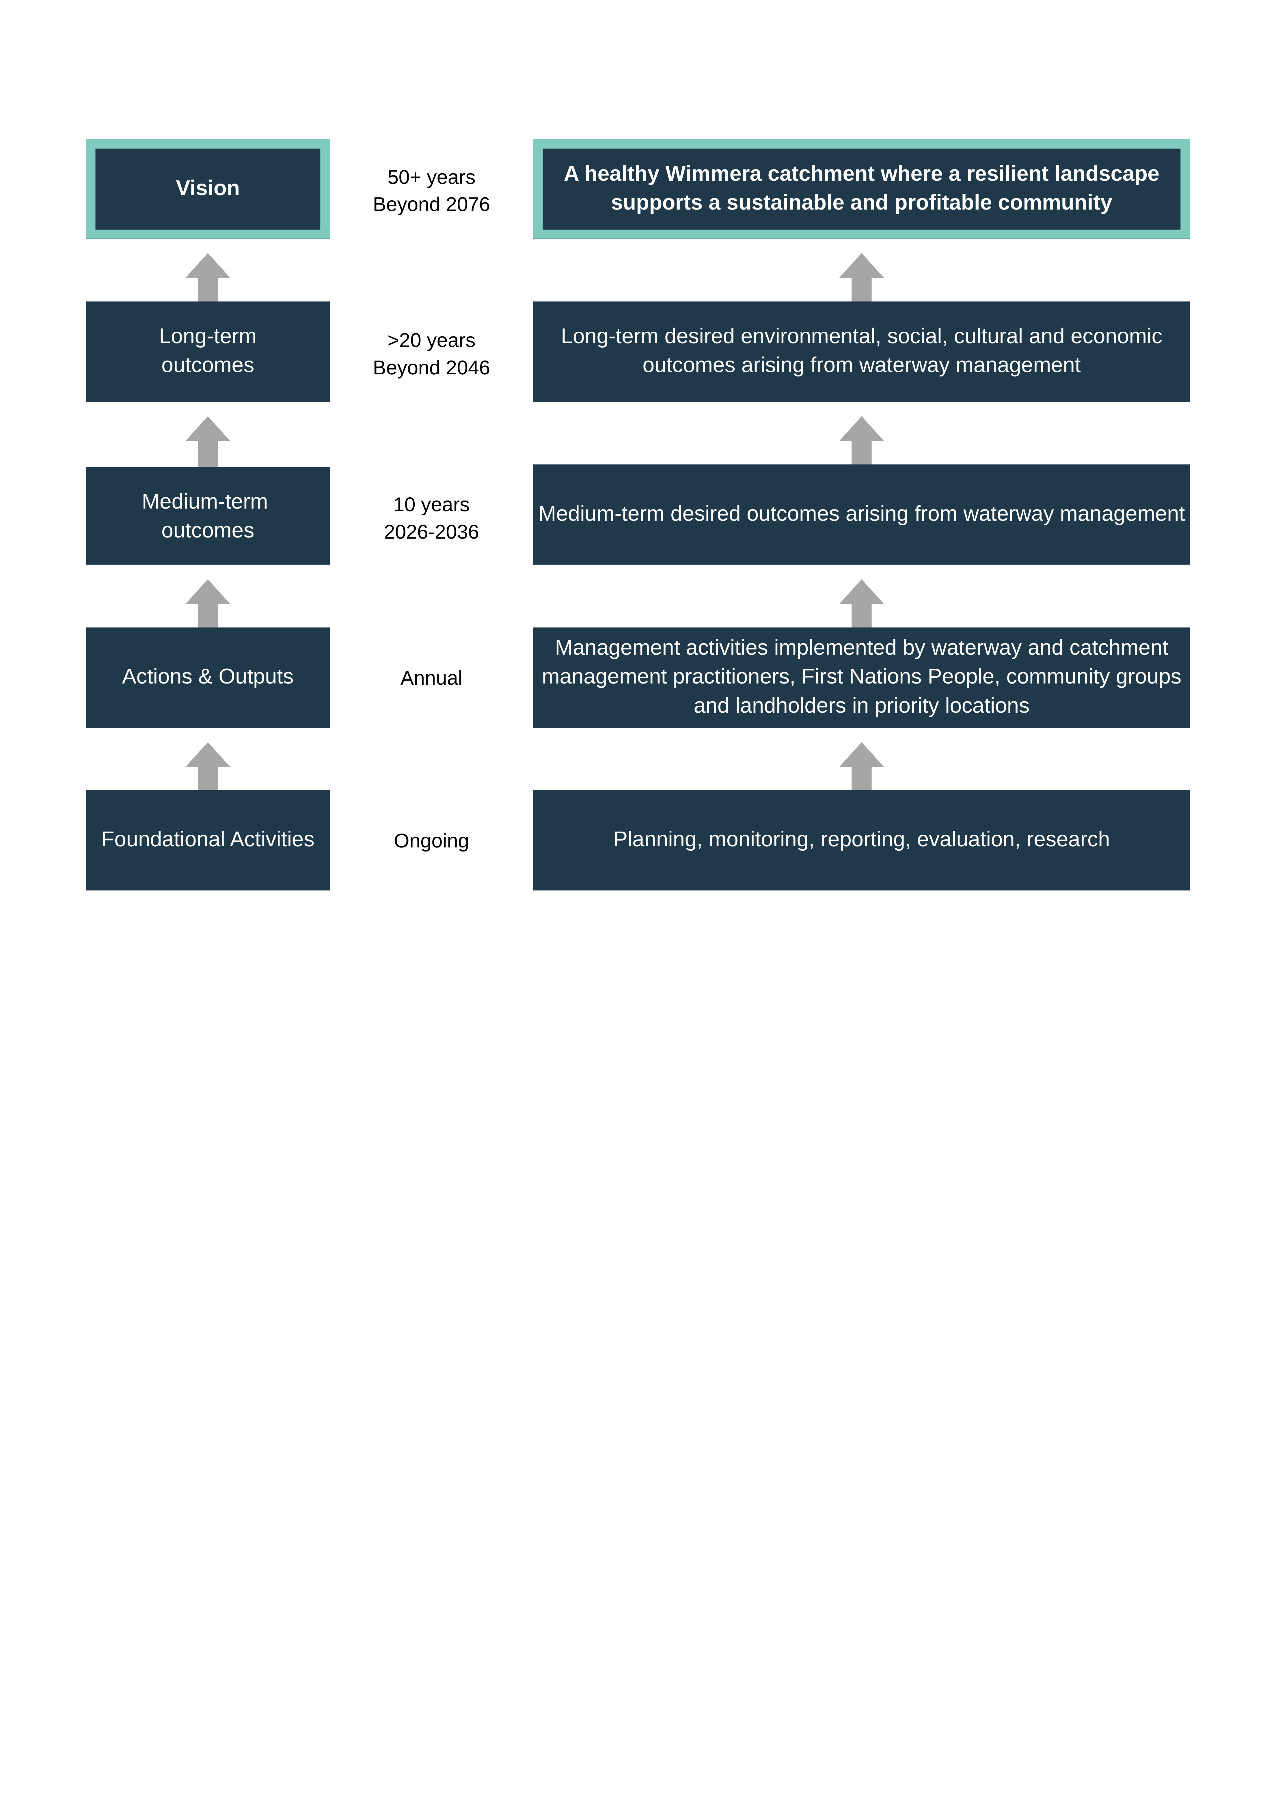 Vision
50+ years
Beyond 2076
A healthy Wimmera catchment where a resilient landscape
supports a sustainable and profitable community
Long-term
outcomes
>20 years
Beyond 2046
Long-term desired environmental, social, cultural and economic
outcomes arising from waterway management
Medium-term
outcomes
10 years
2026-2036
Medium-term desired outcomes arising from waterway management
Actions & Outputs
Annual
Management activities implemented by waterway and catchment
management practitioners, First Nations People, community groups
and landholders in priority locations
Foundational Activities
Ongoing
Planning, monitoring, reporting, evaluation, research